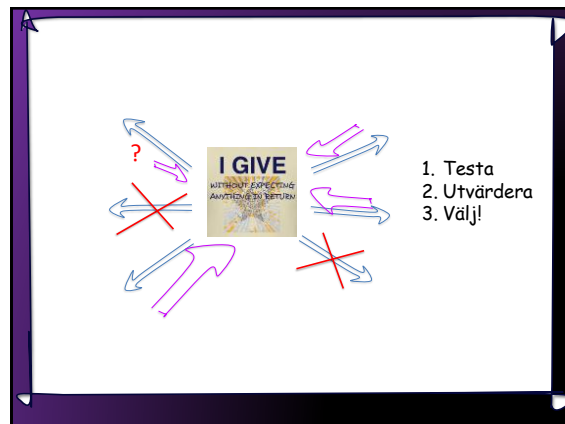 ?
I GIVE
WITHOUT EXPECTING
ANYTHING IN RETURN
1. Testa
2. Utvärdera
3. Välj!